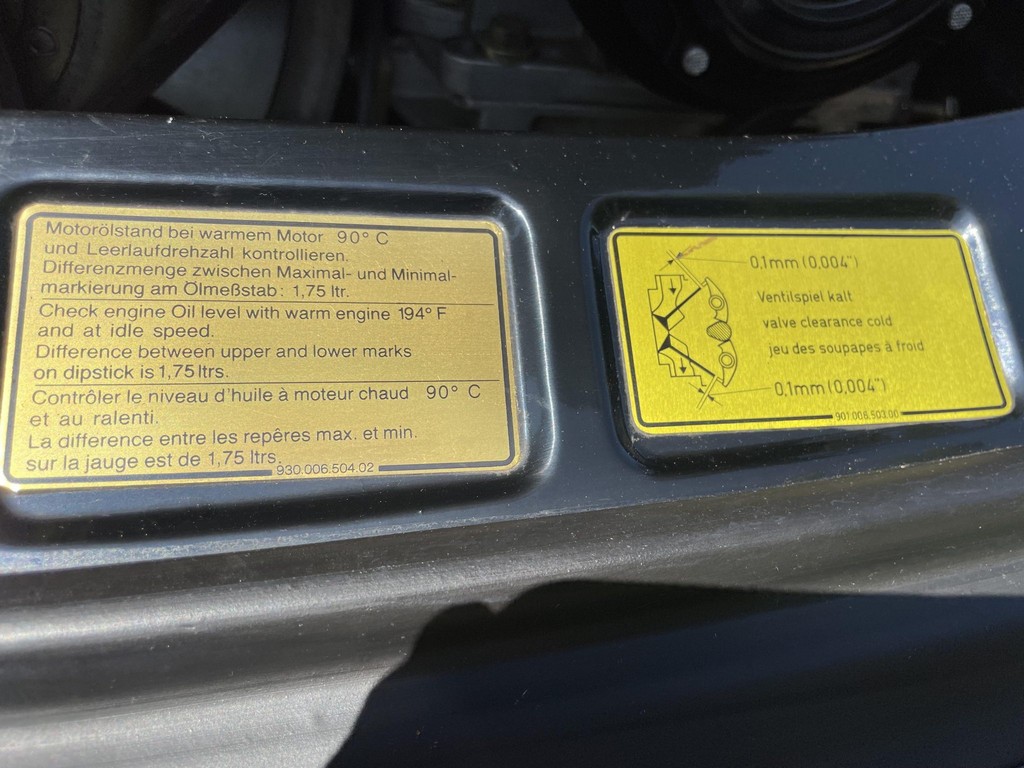 Motorölstand bei warmem Motor 90° C
und Leerlaufdrehzahl kontrollieren.
Differenzmenge zwischen Maximal- und Minimal-
markierung am Ölmeßstab: 1,75 ltr.
Check engine Oil level with warm engine 194° F
and at idle speed.
Difference between upper and lower marks
on dipstick is 1,75 ltrs.
Contrôler le niveau d'huile à moteur chaud 90° C
et au ralenti.
La difference entre les repêres max. et min.
sur la jauge est de 1,75 ltrs.
930.006.504.02
0.1mm (0,004")
Ventilspiel kalt
valve clearance cold
jeu des soupapes à froid
0.1mm (0,004")
901.006.503.00